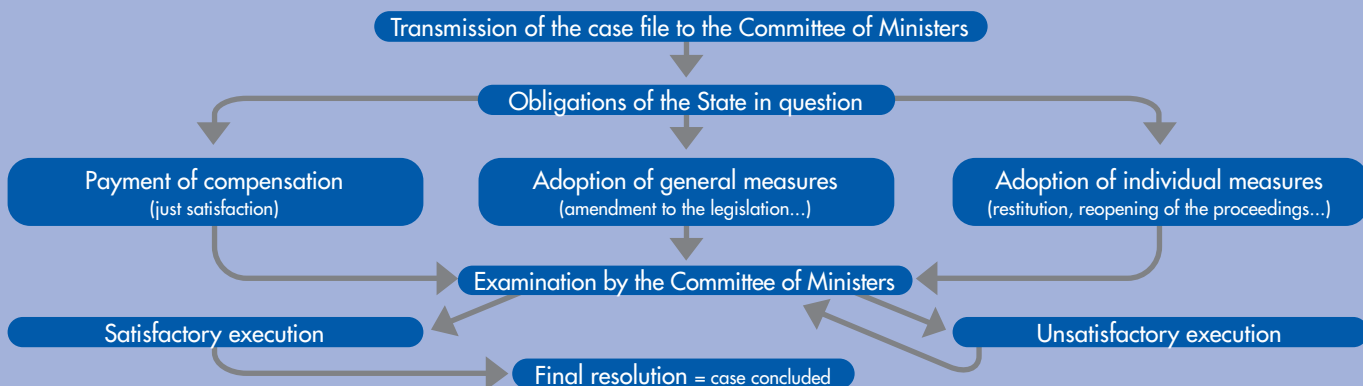 Transmission of the case file to the Committee of Ministers
Obligations of the State in question
Payment of compensation
(just satisfaction)
Adoption of general measures
(amendment to the legislation...)
Adoption of individual measures
(restitution, reopening of the proceedings...)
Examination by the Committee of Ministers
Satisfactory execution
Unsatisfactory execution
Final resolution = case concluded